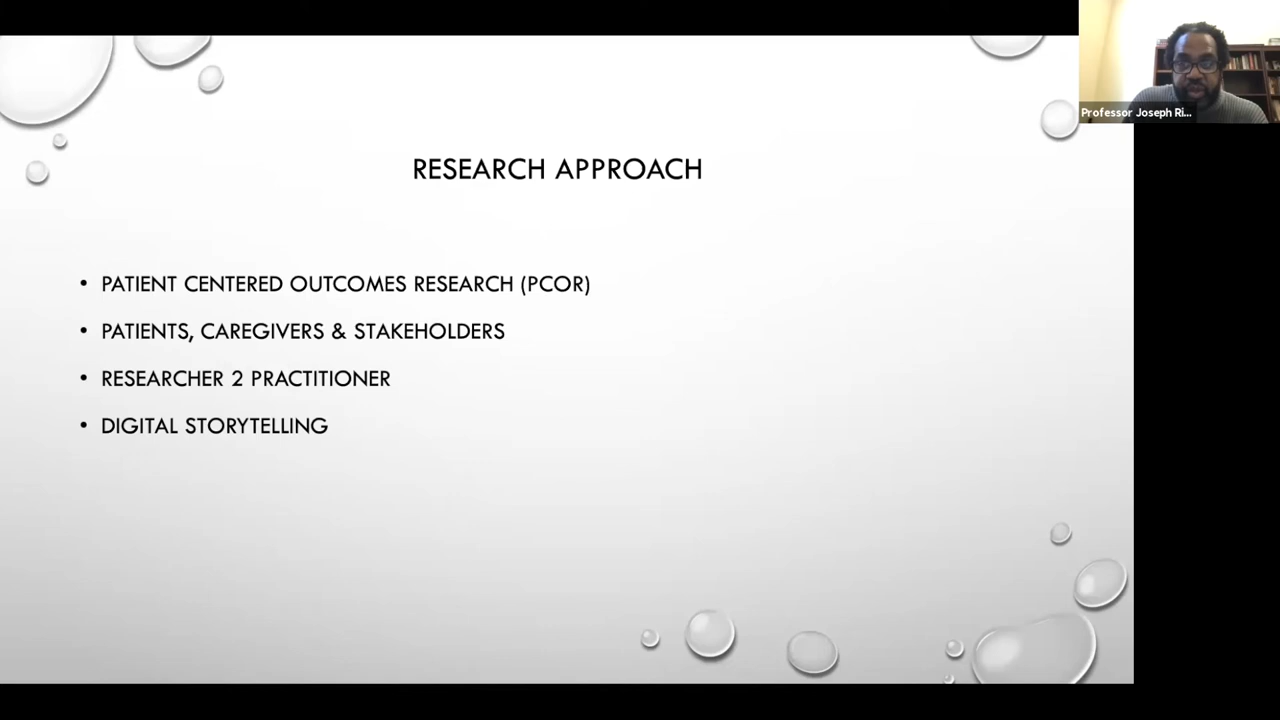 Professor Joseph Ri...
RESEARCH APPROACH
• PATIENT CENTERED OUTCOMES RESEARCH (PCOR)
• PATIENTS, CAREGIVERS & STAKEHOLDERS
• RESEARCHER 2 PRACTITIONER
• DIGITAL STORYTELLING